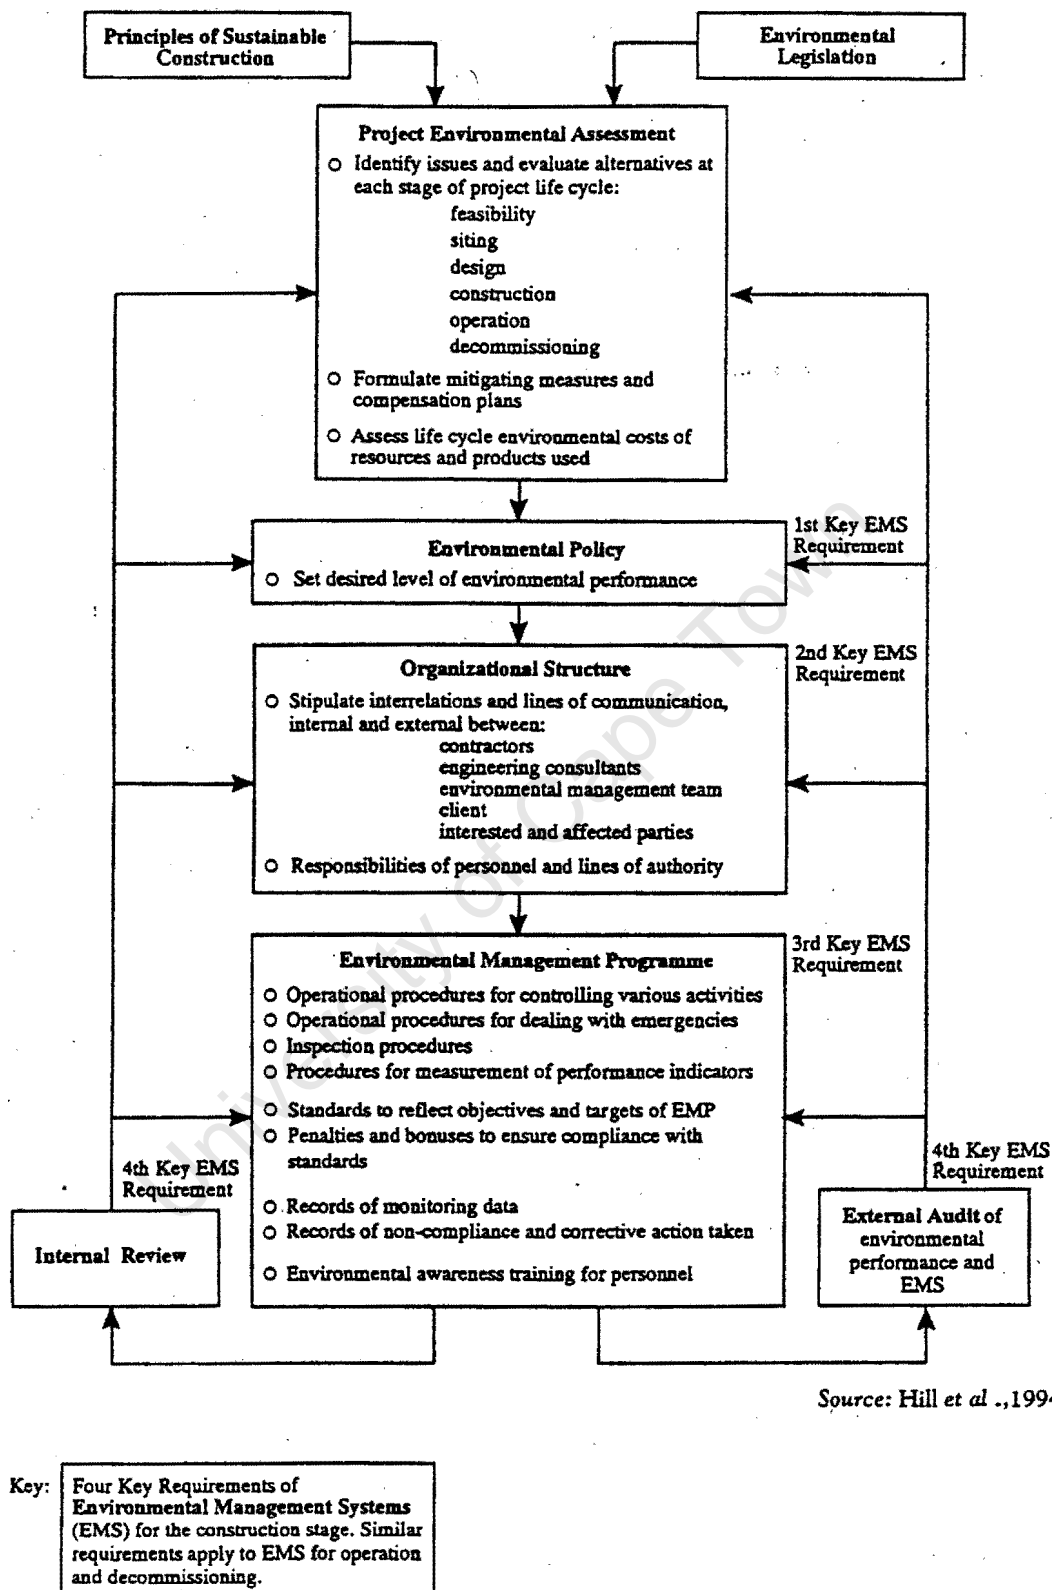 Principles of Sustainable
Construction
Environmental
Legislation
Project Environmental Assessment
O Identify issues and evaluate alternatives at
each stage of project life cycle:
feasibility
siting
design
construction
operation
decommissioning
O Formulate mitigating measures and
compensation plans
O Assess life cycle environmental costs of
resources and products used
1st Key EMS
Requirement
Environmental Policy
O Set desired level of environmental performance
2nd Key EMS
Requirement
Organizational Structure
O Stipulate interrelations and lines of communication,
internal and external between:
contractors
engineering consultants
environmental management team
client
interested and affected parties
O Responsibilities of personnel and lines of authority
3rd Key EMS
Requirement
Environmental Management Programme
O Operational procedures for controlling various activities
O Operational procedures for dealing with emergencies
O Inspection procedures
O Procedures for measurement of performance indicators
O Standards to reflect objectives and targets of EMP
O Penalties and bonuses to ensure compliance with
standards
O Records of monitoring data
O Records of non-compliance and corrective action taken
O Environmental awareness training for personnel
4th Key EMS
Requirement
Internal Review
4th Key EMS
Requirement
External Audit of
environmental
performance and
EMS
Source: Hill et al .,1994
Key:
Four Key Requirements of
Environmental Management Systems
(EMS) for the construction stage. Similar
requirements apply to EMS for operation
and decommissioning.
University of Cape Town